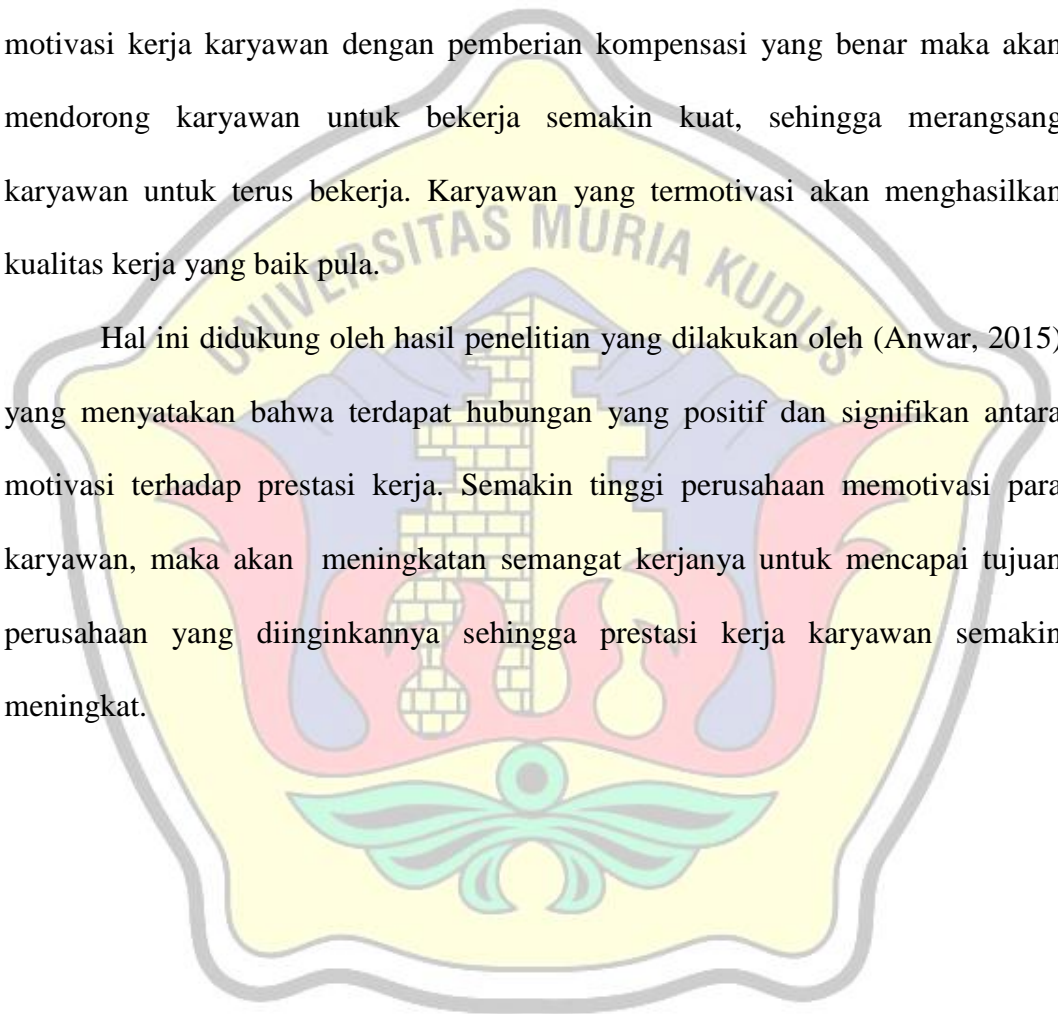 motivasi kerja karyawan dengan pemberian kompensasi yang benar maka akan
mendorong karyawan untuk bekerja semakin kuat, sehingga merangsang
karyawan untuk terus bekerja. Karyawan yang termotivasi akan menghasilkan
kualitas kerja yang baik pula.
UNIVERSITAS MURIA KUDUS
Hal ini didukung oleh hasil penelitian yang dilakukan oleh (Anwar, 2015)
yang menyatakan bahwa terdapat hubungan yang positif dan signifikan antara
motivasi terhadap prestasi kerja. Semakin tinggi perusahaan memotivasi para
karyawan, maka akan meningkatan semangat kerjanya untuk mencapai tujuan
perusahaan yang diinginkannya sehingga prestasi kerja karyawan semakin
meningkat.